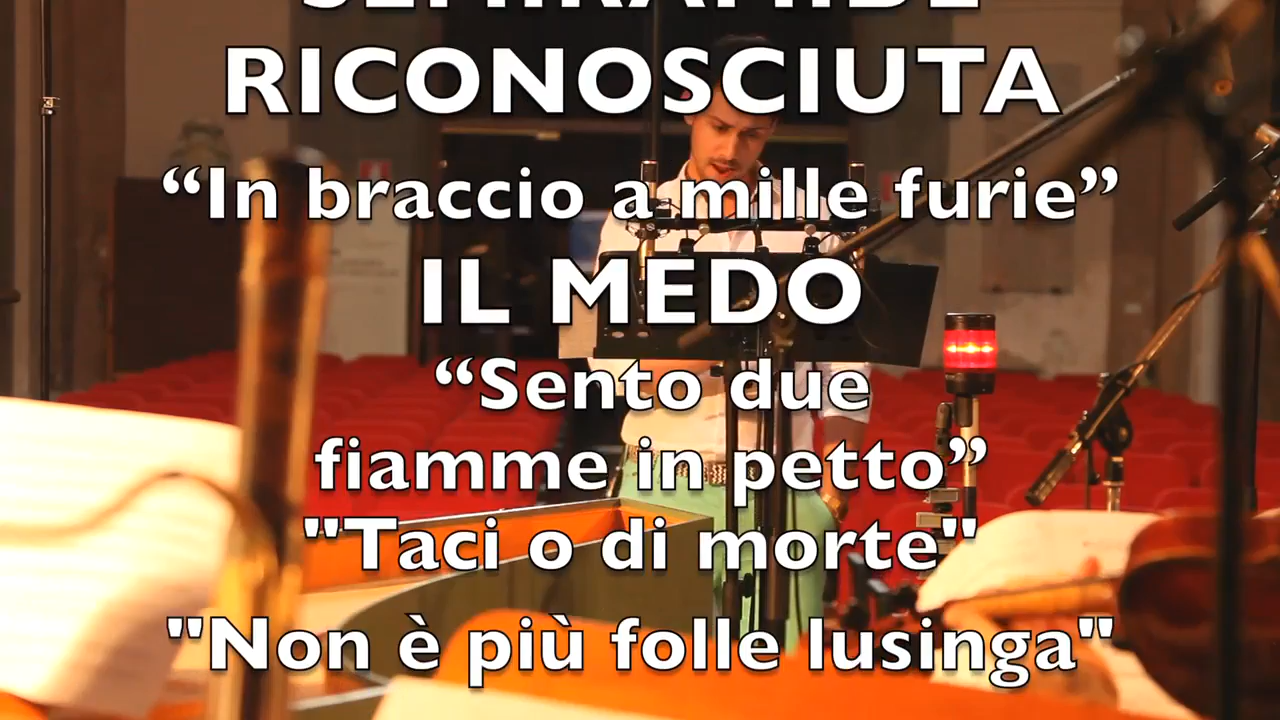 SEMIRAMIDE
RICONOSCIUTA
“In braccio a mille furie”
IL MEDO
“Sento due
fiamme in petto”
"Taci o di morte"
"Non è più folle lusinga"